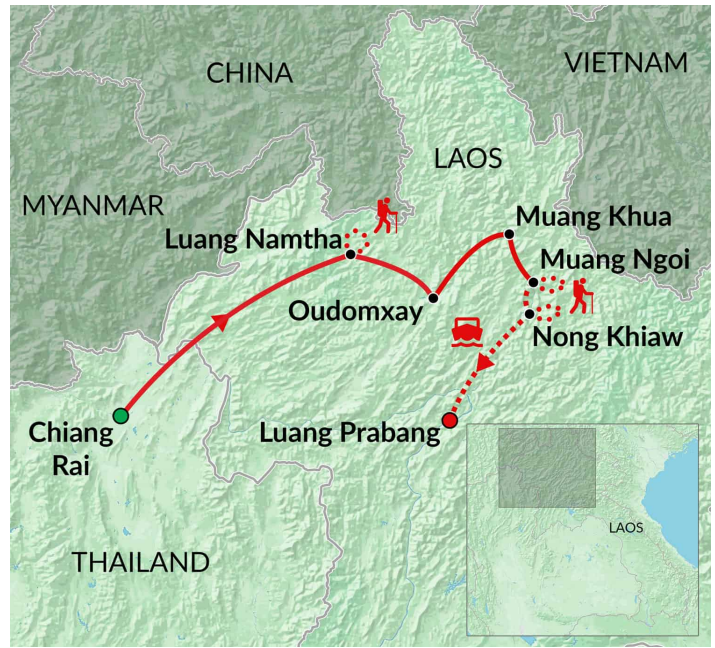 CHINA
VIETNAM
LAOS
MYANMAR
Luang Namtha
Muang Khua
Muang Ngoi
Oudomxay
Nong Khiaw
Chiang
Rai
Luang Prabang
LAOS
THAILAND